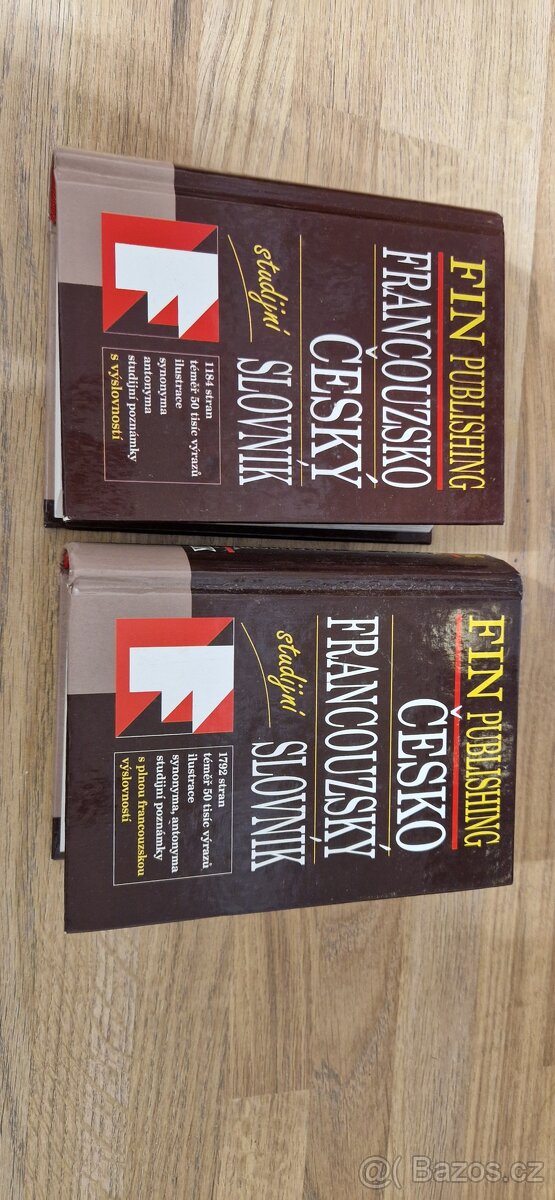 FIN PUBLISHING
FRANCOUZSKO
ČESKÝ
studijní
SLOVNÍK
1184 stran
téměř 50 tisíc výrazů
ilustrace
synonyma
antonyma
studijní poznámky
s výslovností
FIN PUBLISHING
ČESKO
FRANCOUZSKÝ
studijní
SLOVNÍK
1792 stran
téměř 50 tisíc výrazů
ilustrace
synonyma, antonyma
studijní poznámky
s plnou francouzskou
výslovností
Bazos.cz